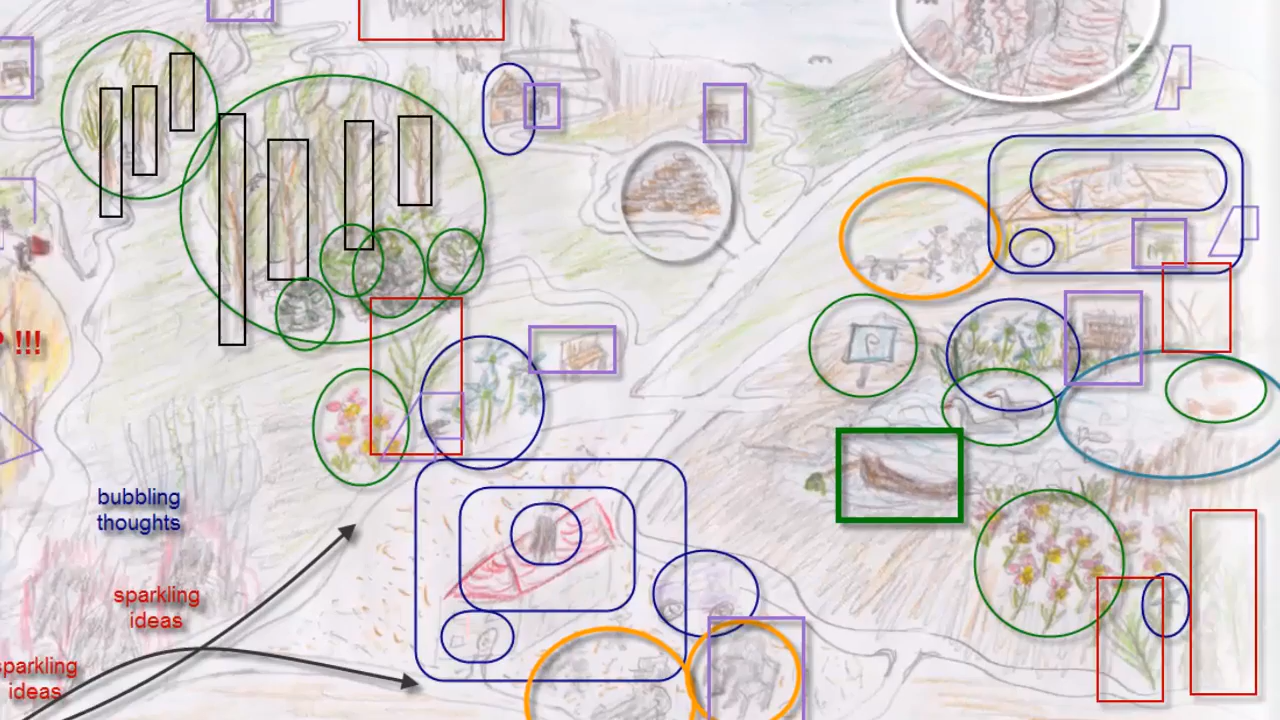 !!!
bubbling
thoughts
sparkling
ideas
sparkling
ideas